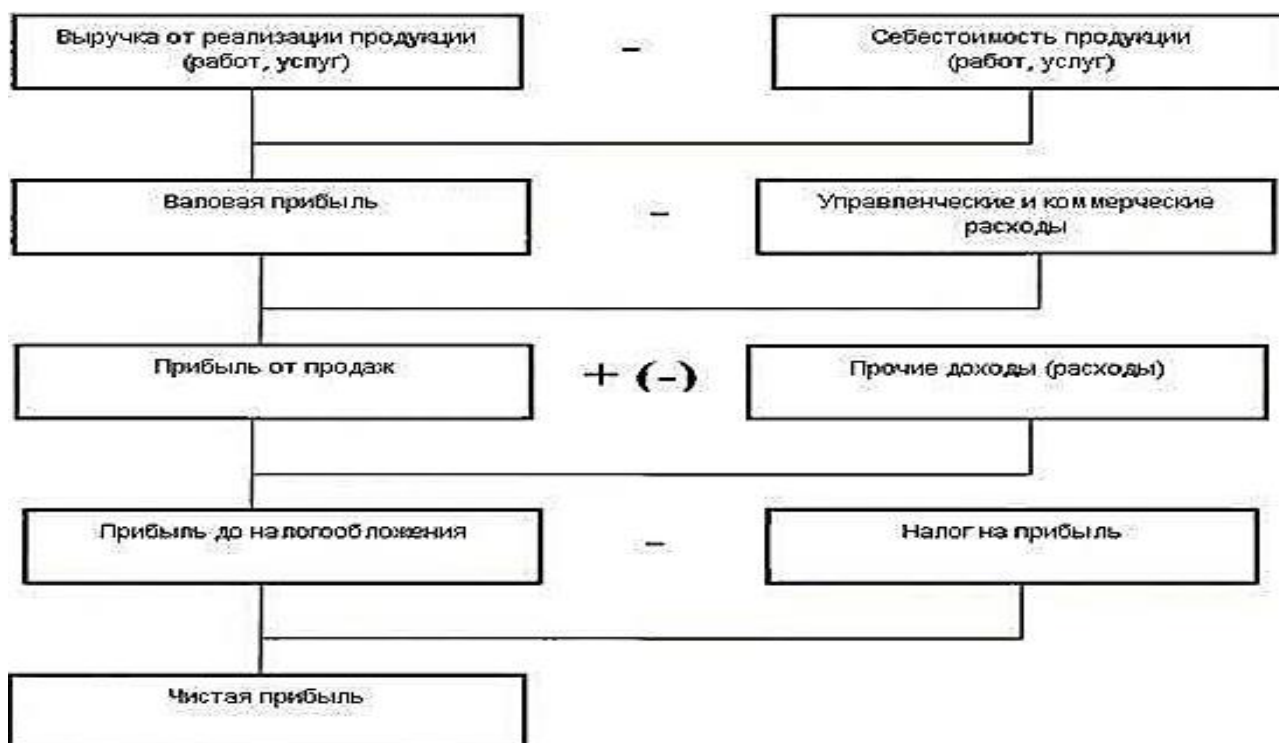 Выручка от реализации продукции
(работ, услуг)
-
Себестоимость продукции
(работ, услуг)
Валовая прибыль
-
Управленческие и коммерческие
расходы
Прибыль от продаж
+ (-)
Прочие доходы (расходы)
Прибыль до налогообложения
-
Налог на прибыль
Чистая прибыль